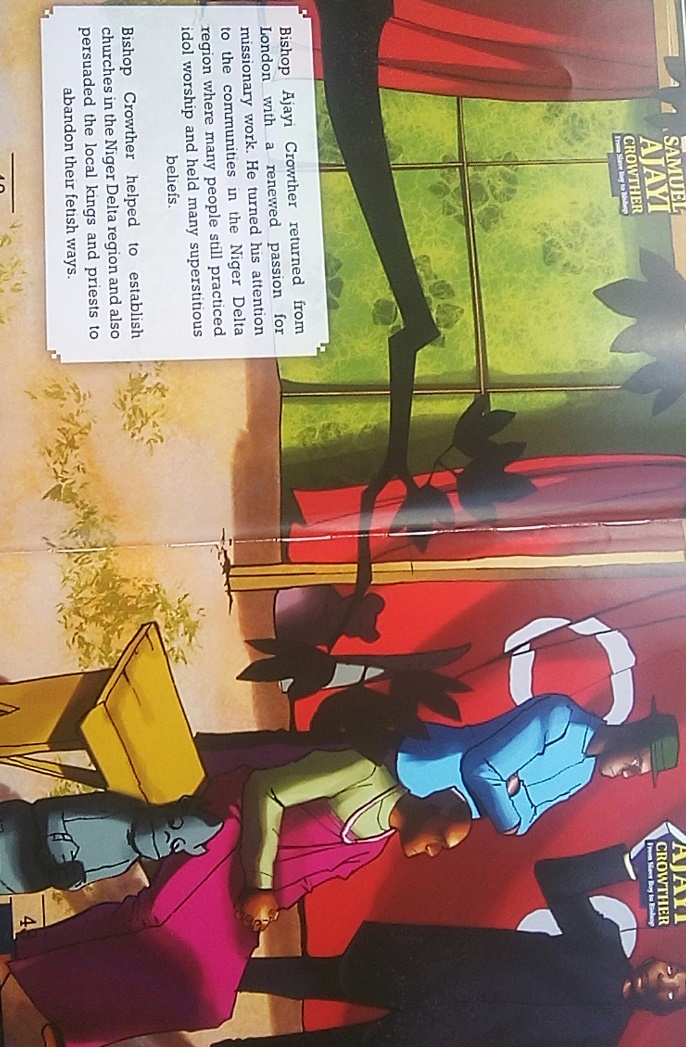 SAMUEL
AJAYI
CROWTHER
From Slave Boy to Bishop
Bishop Ajayi Crowther returned from
London with a renewed passion for
missionary work. He turned his attention
to the communities in the Niger Delta
region where many people still practiced
idol worship and held many superstitious
beliefs.
Bishop Crowther helped to establish
churches in the Niger Delta region and also
persuaded the local kings and priests to
abandon their fetish ways.
AJAYI
CROWTHER
From Slave Boy to Bishop